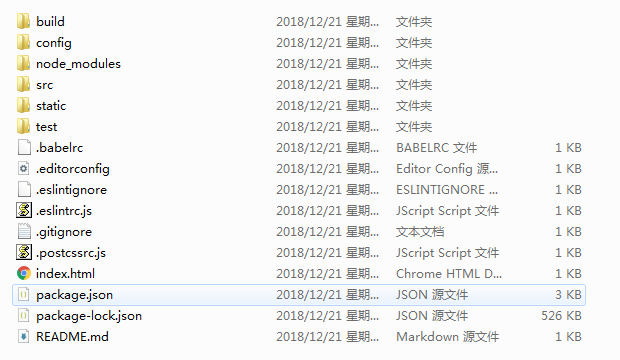 build 2018/12/21 星期... 文件夹
config 2018/12/21 星期... 文件夹
node_modules 2018/12/21 星期... 文件夹
src 2018/12/21 星期... 文件夹
static 2018/12/21 星期... 文件夹
test 2018/12/21 星期... 文件夹
.babelrc 2018/12/21 星期... BABELRC 文件 1 KB
.editorconfig 2018/12/21 星期... Editor Config 源... 1 KB
.eslintignore 2018/12/21 星期... ESLINTIGNORE ... 1 KB
.eslintrc.js 2018/12/21 星期... JScript Script 文件 1 KB
.gitignore 2018/12/21 星期... 文本文档 1 KB
.postcssrc.js 2018/12/21 星期... JScript Script 文件 1 KB
index.html 2018/12/21 星期... Chrome HTML D... 1 KB
package.json 2018/12/21 星期... JSON 源文件 3 KB
package-lock.json 2018/12/21 星期... JSON 源文件 526 KB
README.md 2018/12/21 星期... Markdown 源文件 1 KB